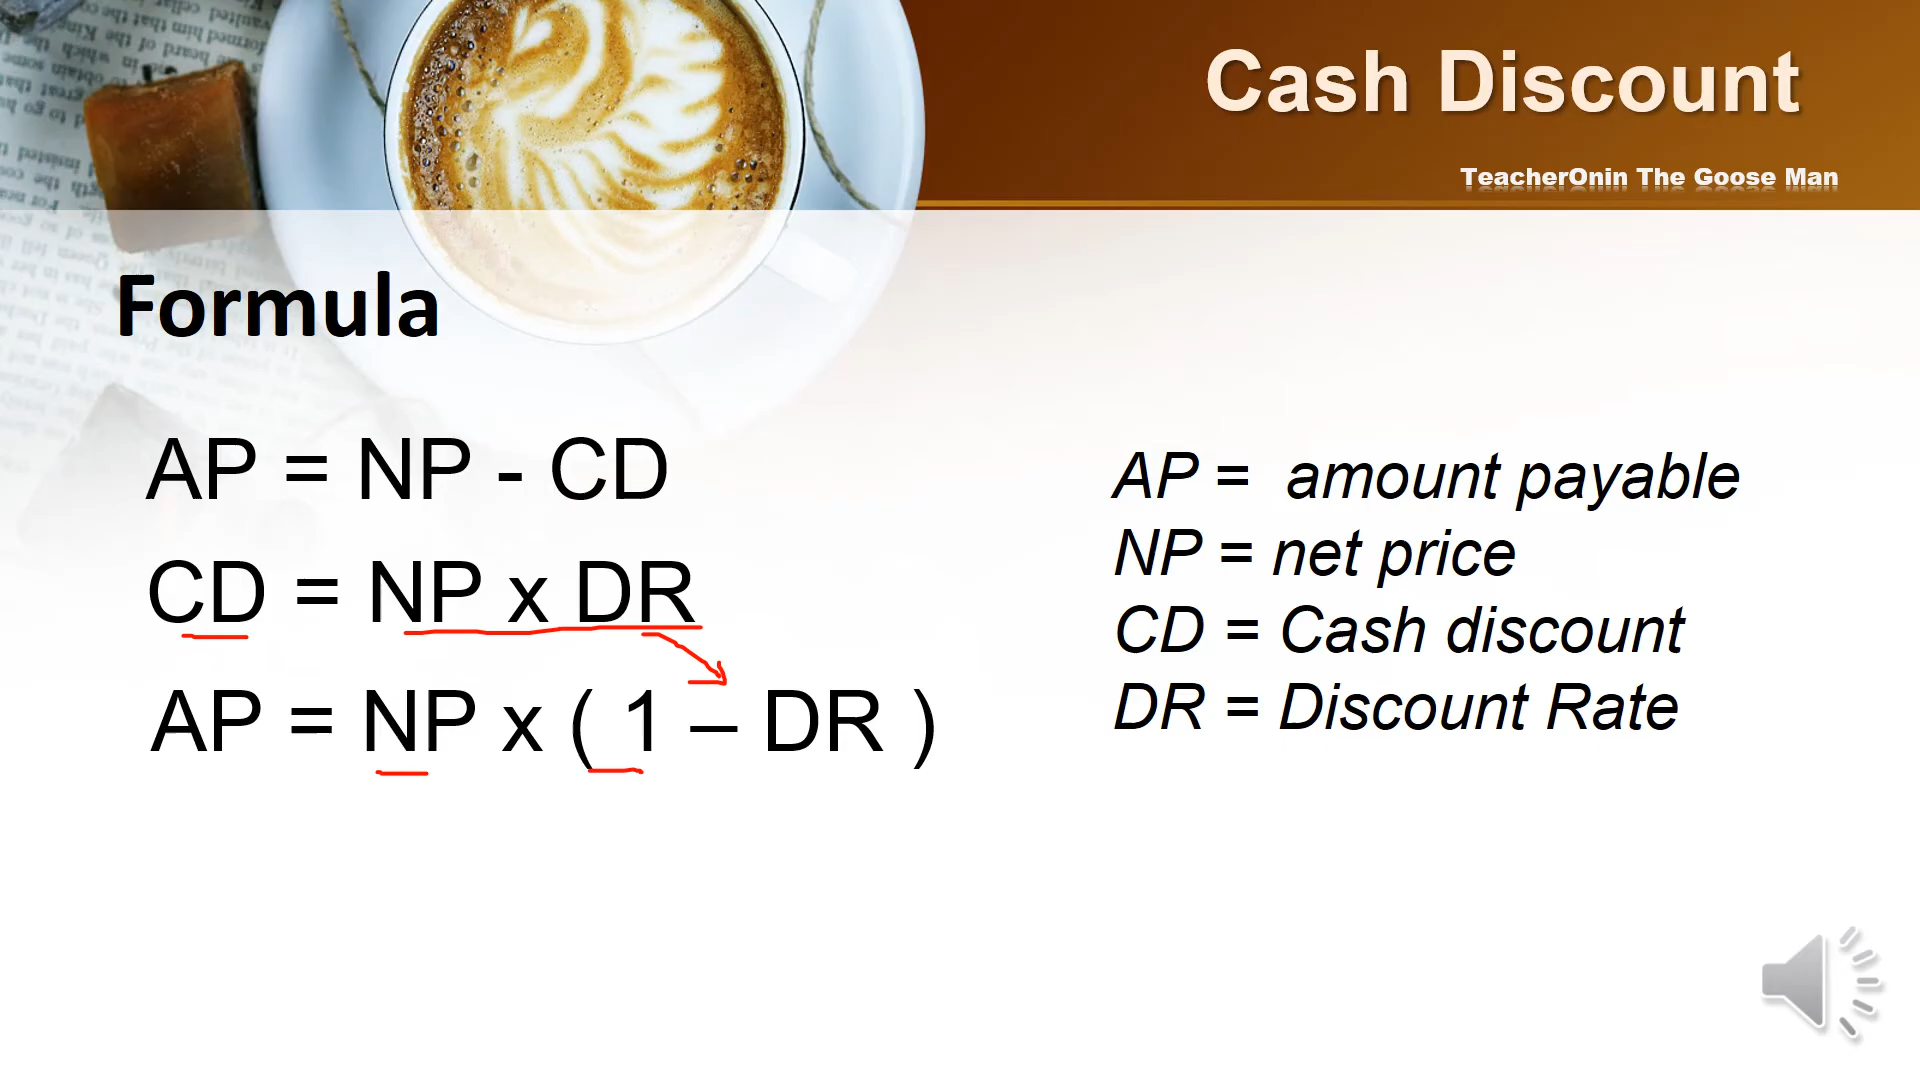 Cash Discount
TeacherOnin The Goose Man
Formula
AP = NP - CD
CD = NP x DR
AP = NP x ( 1 – DR )
AP = amount payable
NP = net price
CD = Cash discount
DR = Discount Rate